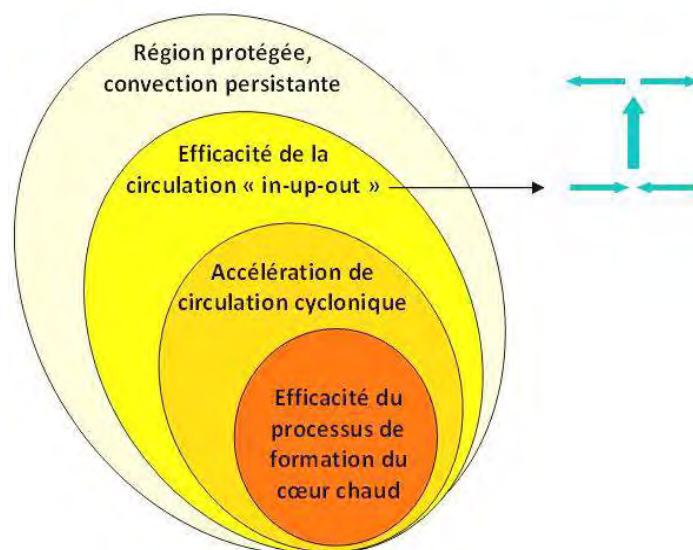 Région protégée,
convection persistante
Efficacité de la
circulation « in-up-out »
Accélération de
circulation cyclonique
Efficacité du
processus de
formation du
cœur chaud